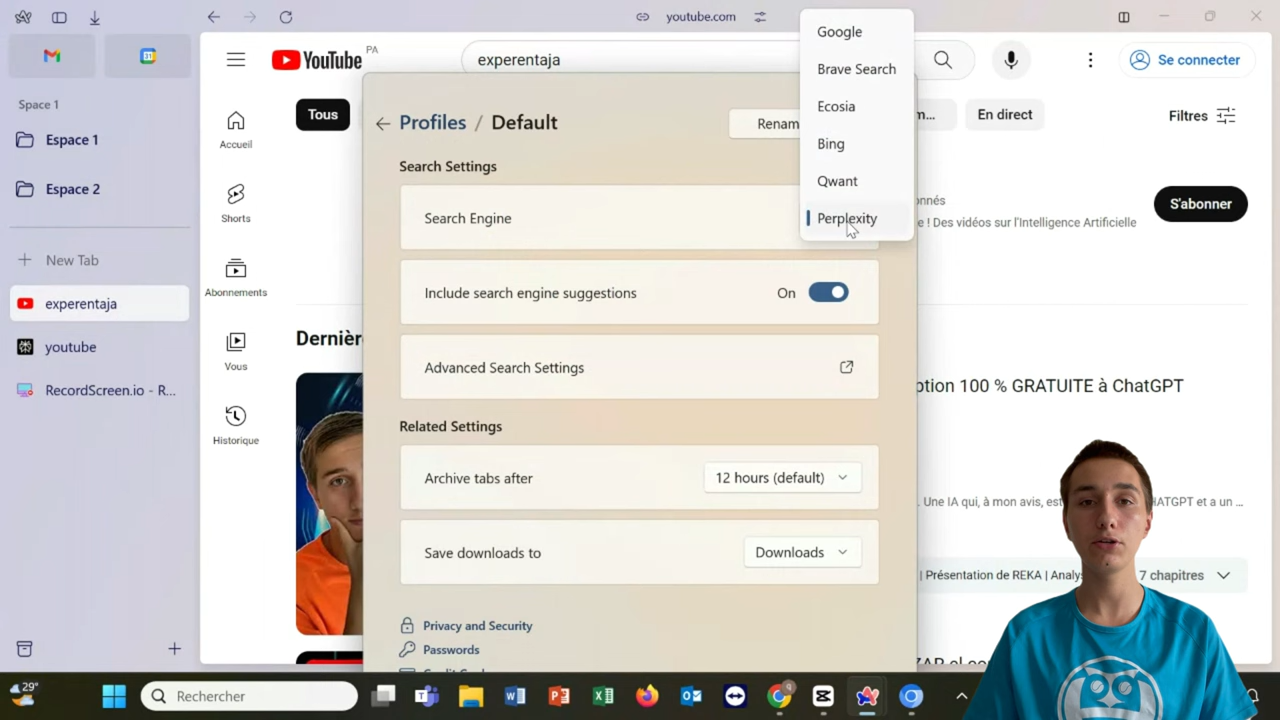 youtube.com
Space 1
Espace 1
Espace 2
New Tab
experentaja
youtube
RecordScreen.io - R...
YouTube
PA
experentaja
Se connecter
Accueil
Shorts
Abonnements
Vous
Historique
Tous
m...
En direct
Filtres
nnés
! Des vidéos sur l'Intelligence Artificielle
S'abonner
Dernièr
ption 100 % GRATUITE à ChatGPT
. Une IA qui, à mon avis, est
HATGPT et a un ...
| Présentation de REKA | Analys
7 chapitres
Profiles / Default
Renam
Search Settings
Search Engine
Google
Brave Search
Ecosia
Bing
Qwant
Perplexity
Include search engine suggestions
On
Advanced Search Settings
Related Settings
Archive tabs after
12 hours (default)
Save downloads to
Downloads
Privacy and Security
Passwords
29°
Rechercher